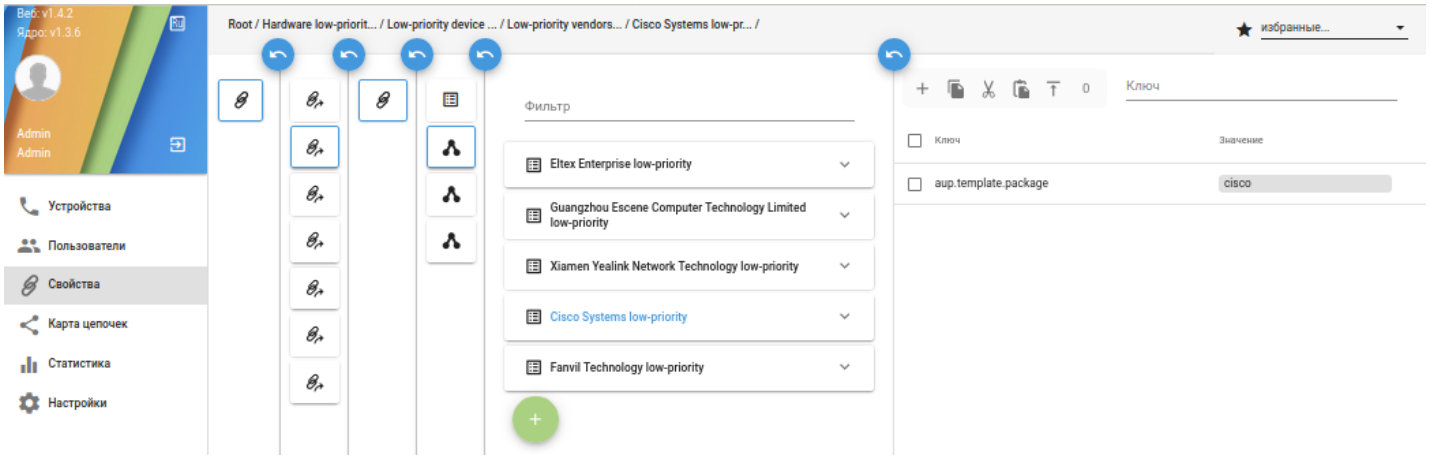 Веб: v1.4.2
Ядро: v1.3.6
Admin
Admin
Устройства
Пользователи
Свойства
Карта цепочек
Статистика
Настройки
Root / Hardware low-priorit... / Low-priority device ... / Low-priority vendors... / Cisco Systems low-pr... /
избранные...
Фильтр
Eltex Enterprise low-priority
Guangzhou Escene Computer Technology Limited
low-priority
Xiamen Yealink Network Technology low-priority
Cisco Systems low-priority
Fanvil Technology low-priority
0
Ключ
Ключ Значение
aup.template.package cisco